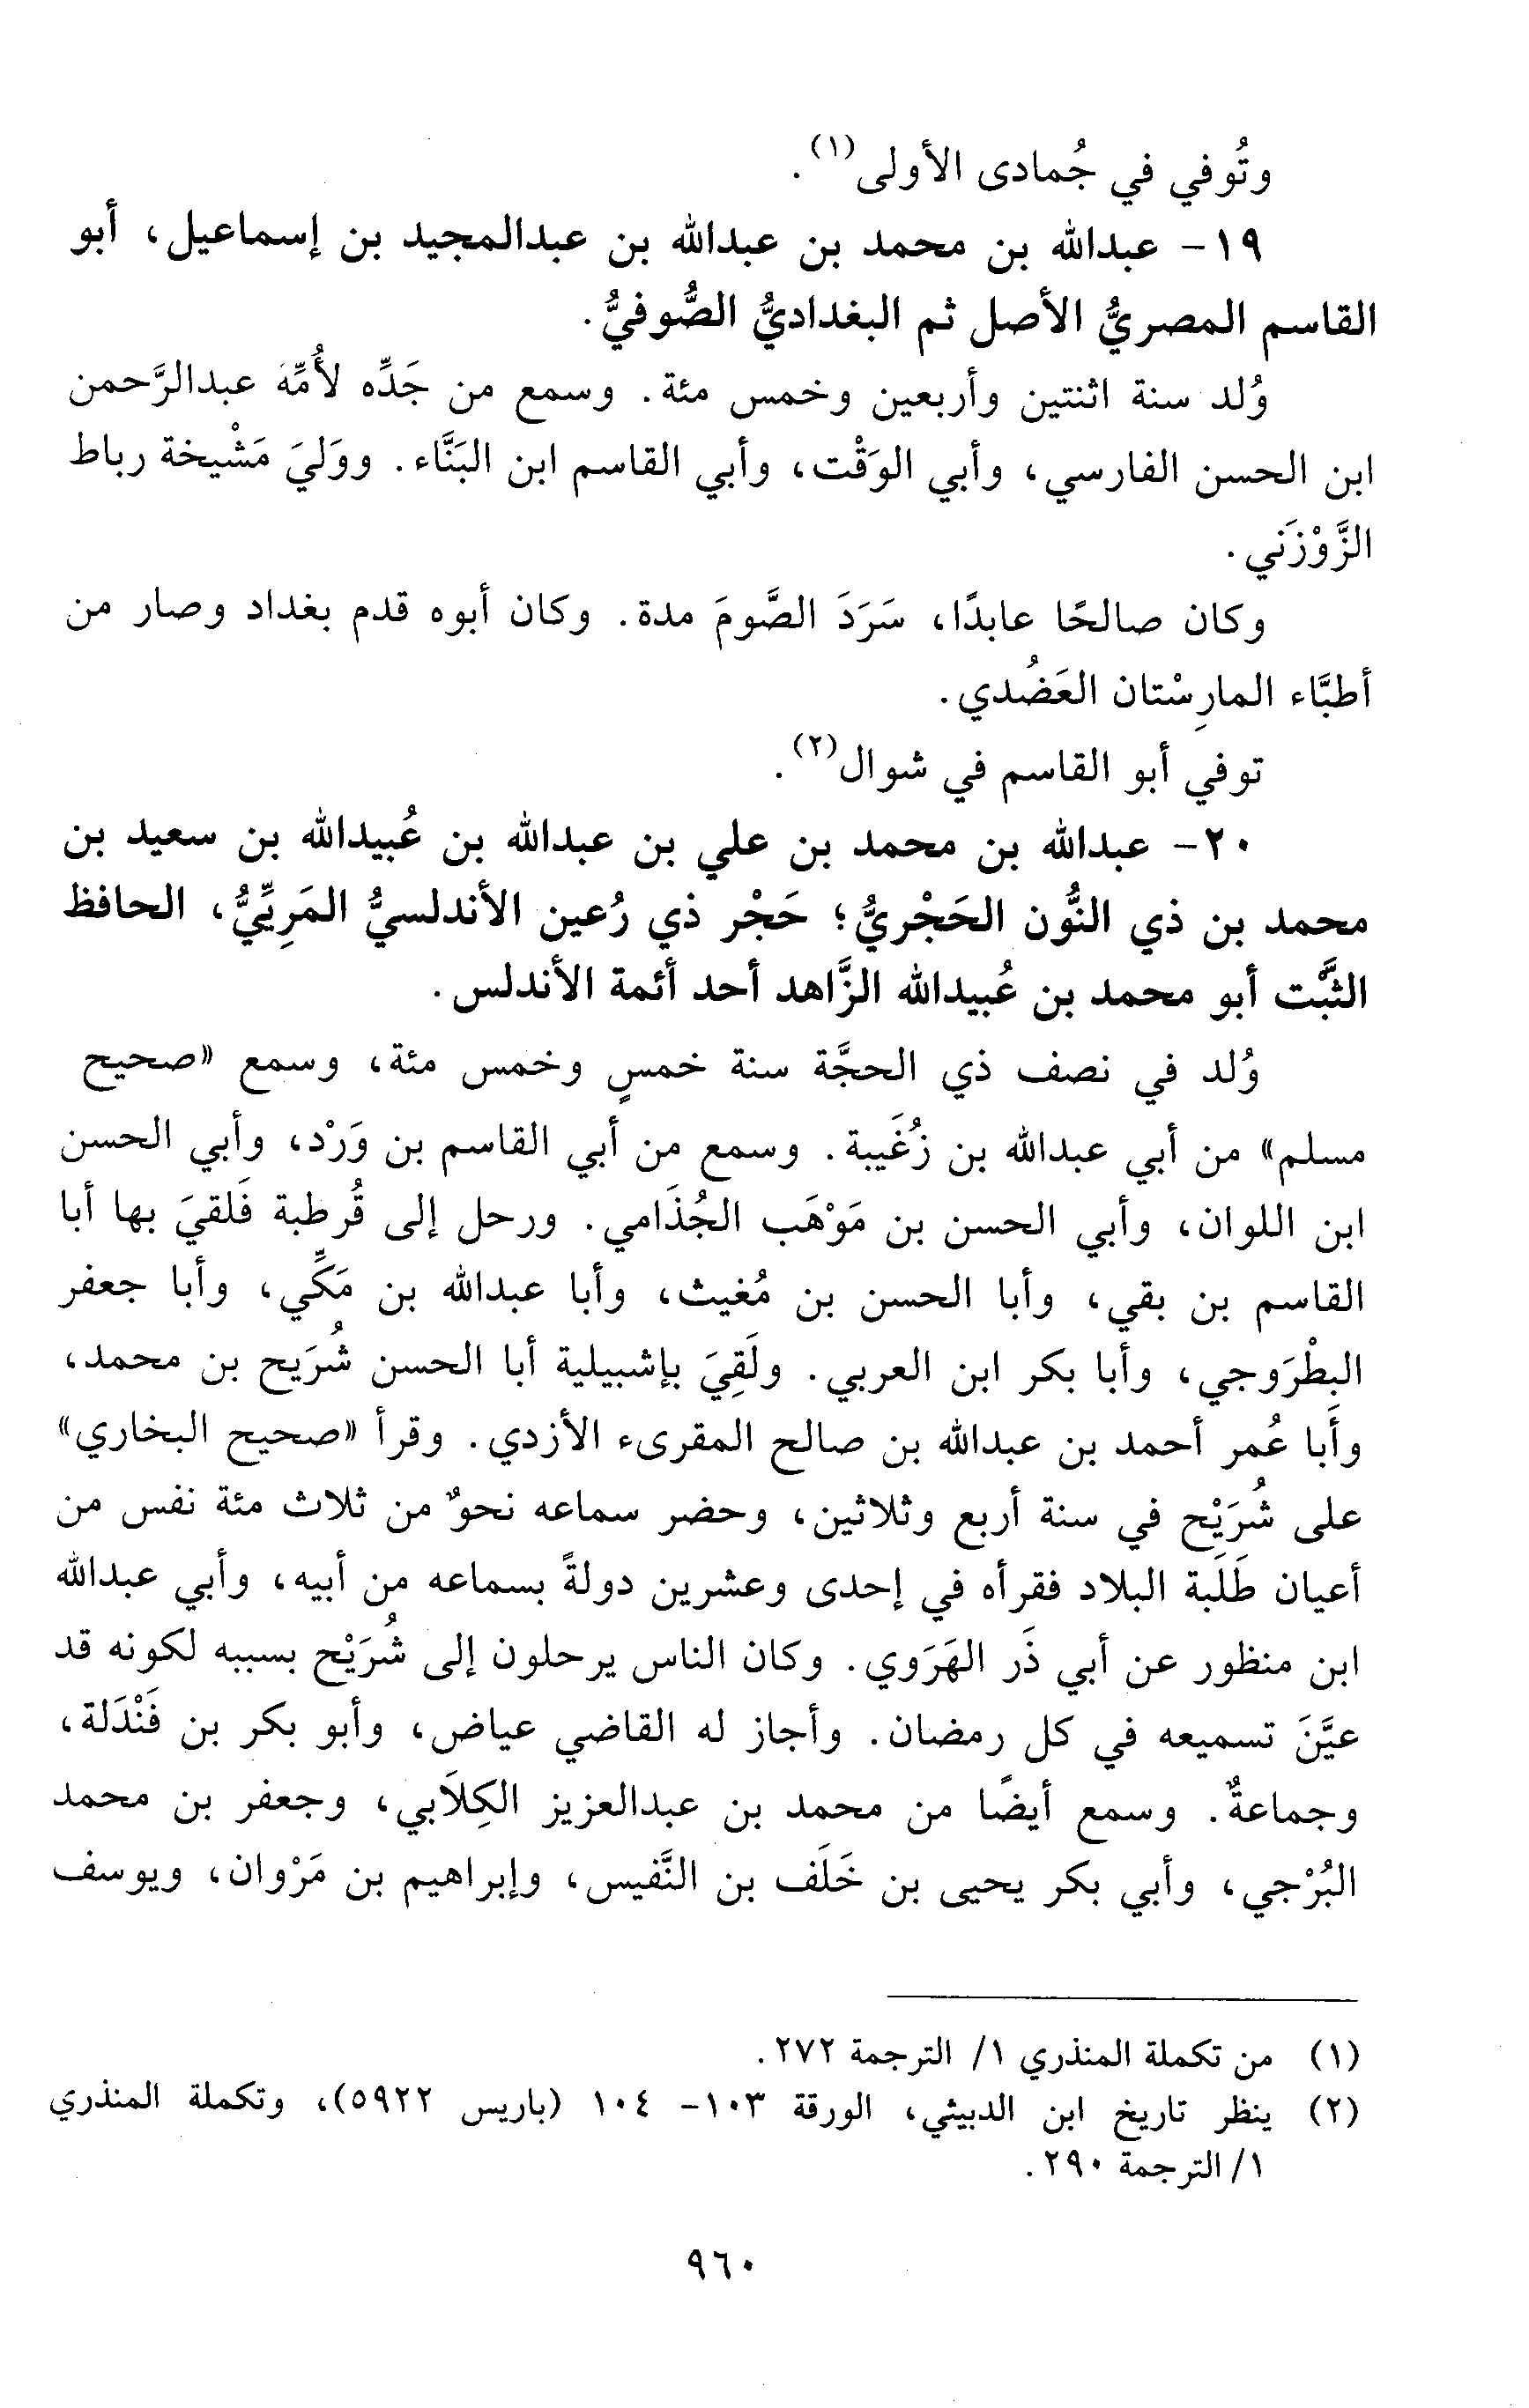 وتُوفي في جُمادى الأولى(١).
١٩- عبدالله بن محمد بن عبدالله بن عبدالمجيد بن إسماعيل، أبو
القاسم المصريُّ الأصل ثم البغداديُّ الصُّوفيُّ.
وُلد سنة اثنتين وأربعين وخمس مئة. وسمع من جَدِّه لأُمِّه عبدالرَّحمن
ابن الحسن الفارسي، وأبي الوَقْت، وأبي القاسم ابن البَنَّاء. ووَليَ مَشْيخة رباط
الزَّوْزَني.
وكان صالحًا عابدًا، سَرَدَ الصَّومَ مدة. وكان أبوه قدم بغداد وصار من
أطبَّاء المارِسْتان العَضُدي.
توفي أبو القاسم في شوال(٢).
٢٠- عبدالله بن محمد بن علي بن عبدالله بن عُبيدالله بن سعيد بن
محمد بن ذي النُّون الحَجْريُّ؛ حَجْر ذي رُعين الأندلسيُّ المَرِيِّيُّ، الحافظ
الثَّبْت أبو محمد بن عُبيدالله الزَّاهد أحد أئمة الأندلس.
وُلد في نصف ذي الحجَّة سنة خمسٍ وخمس مئة، وسمع «صحيح
مسلم» من أبي عبدالله بن زُغَيبة. وسمع من أبي القاسم بن وَرْد، وأبي الحسن
ابن اللوان، وأبي الحسن بن مَوْهَب الجُذَامي. ورحل إلى قُرطبة فَلقيَ بها أبا
القاسم بن بقي، وأبا الحسن بن مُغيث، وأبا عبدالله بن مَكِّي، وأبا جعفر
البِطْرَوجي، وأبا بكر ابن العربي. ولَقِيَ بإشبيلية أبا الحسن شُرَيح بن محمد،
وأَبا عُمر أحمد بن عبدالله بن صالح المقرىء الأزدي. وقرأ «صحيح البخاري»
على شُرَيْح في سنة أربع وثلاثين، وحضر سماعه نحوٌ من ثلاث مئة نفس من
أعيان طَلَبة البلاد فقرأه في إحدى وعشرين دولةً بسماعه من أبيه، وأبي عبدالله
ابن منظور عن أبي ذَر الهَرَوي. وكان الناس يرحلون إلى شُرَيْح بسببه لكونه قد
عيَّنَ تسميعه في كل رمضان. وأجاز له القاضي عياض، وأبو بكر بن فَنْدَلة،
وجماعةٌ. وسمع أيضًا من محمد بن عبدالعزيز الكِلاَبي، وجعفر بن محمد
البُرْجي، وأبي بكر يحيى بن خَلَف بن النَّفيس، وإبراهيم بن مَرْوان، ويوسف
(١) من تكملة المنذري ١/ الترجمة ٢٧٢.
(٢) ينظر تاريخ ابن الدبيثي، الورقة ١٠٣- ١٠٤ (باريس ٥٩٢٢)، وتكملة المنذري
١/ الترجمة ٢٩٠.
٩٦٠